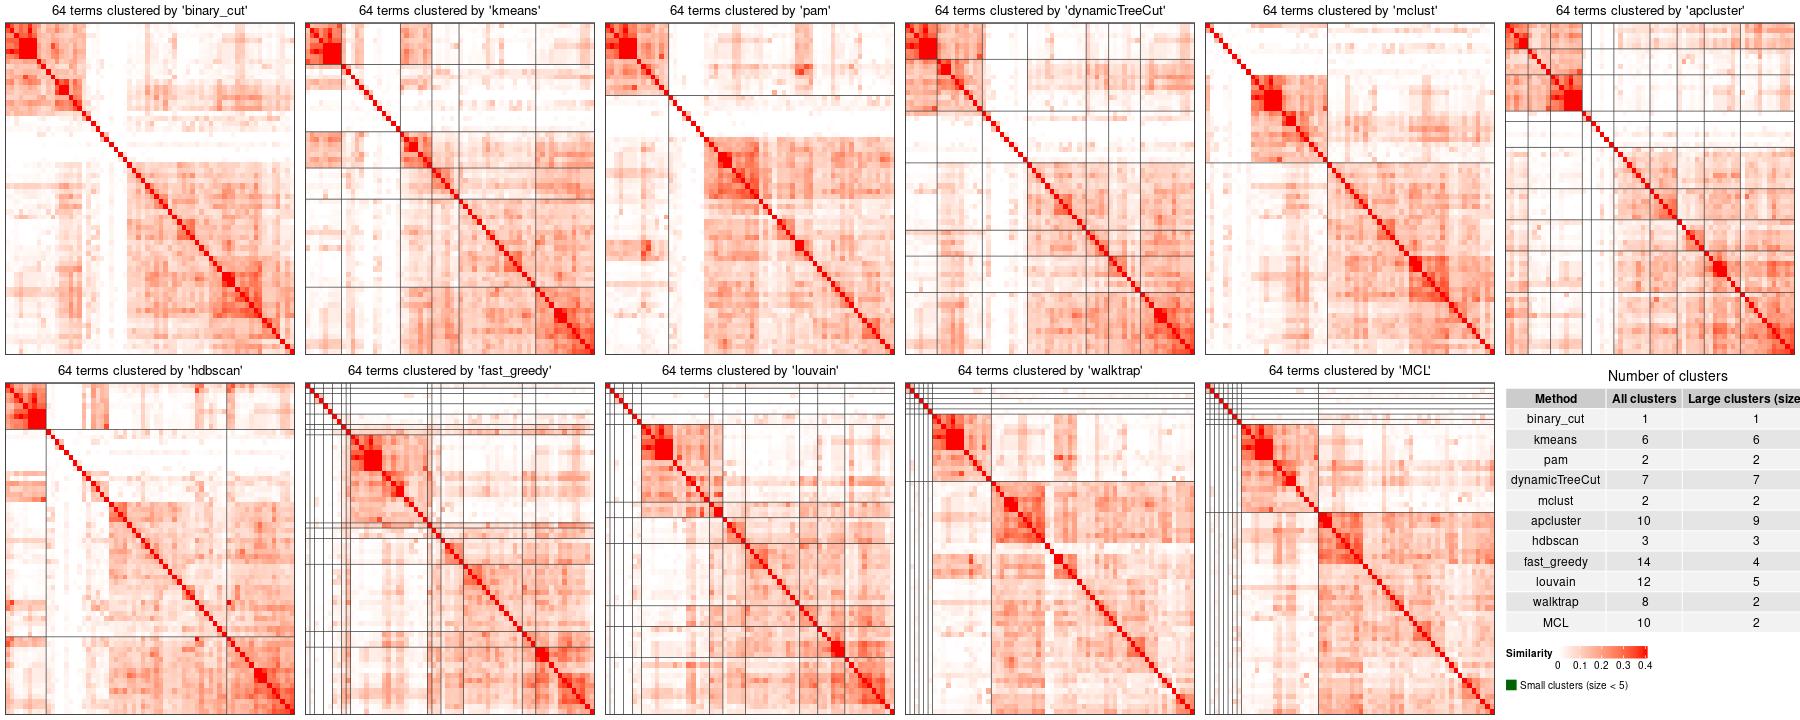 64 terms clustered by 'binary_cut'
64 terms clustered by 'kmeans'
64 terms clustered by 'pam'
64 terms clustered by 'dynamicTreeCut'
64 terms clustered by 'mclust'
64 terms clustered by 'apcluster'
64 terms clustered by 'hdbscan'
64 terms clustered by 'fast_greedy'
64 terms clustered by 'louvain'
64 terms clustered by 'walktrap'
64 terms clustered by 'MCL'
Number of clusters
Method All clusters Large clusters (size
binary_cut 1 1
kmeans 6 6
pam 2 2
dynamicTreeCut 7 7
mclust 2 2
apcluster 10 9
hdbscan 3 3
fast_greedy 14 4
louvain 12 5
walktrap 8 2
MCL 10 2
Similarity
0 0.1 0.2 0.3 0.4
Small clusters (size < 5)